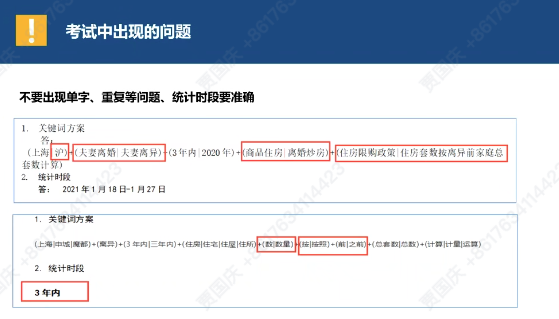 考试中出现的问题
不要出现单字、重复等问题、统计时段要准确
1. 关键词方案
答：
(上海|沪)+(夫妻离婚|夫妻离异)+(3年内|2020年)+(商品住房|离婚炒房)+(住房限购政策|住房套数按离异前家庭总
套数计算)
2. 统计时段
答： 2021年1月18日-1月27日
1. 关键词方案
(上海|申城|魔都)+(离异)+(3年内|三年内)+(住房|住宅|住屋|住所)+(数|数量)+(按|按照)+(前|之前)+(总套数|总数)+(计算|计量|运算)
2. 统计时段
3年内
贾国庆 +8617634114423